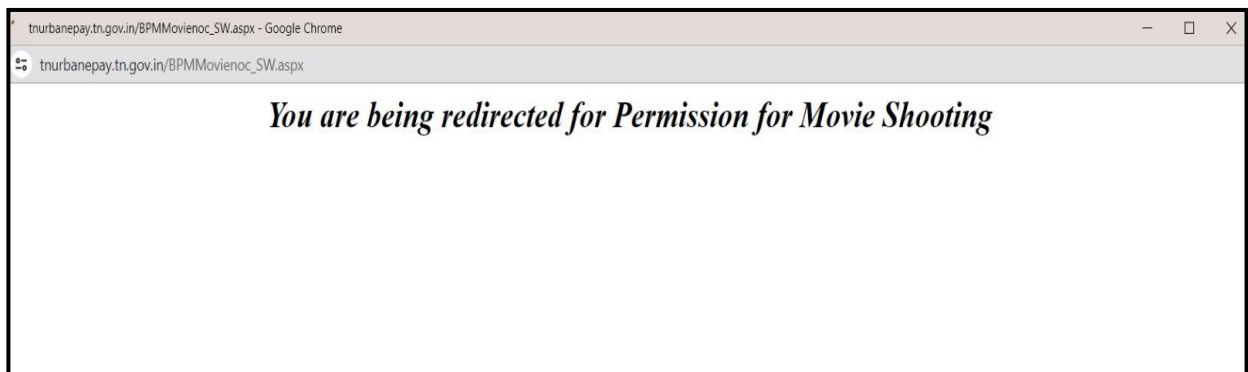 tnurbanepay.tn.gov.in/BPMMovienoc_SW.aspx - Google Chrome
tnurbanepay.tn.gov.in/BPMMovienoc_SW.aspx
You are being redirected for Permission for Movie Shooting